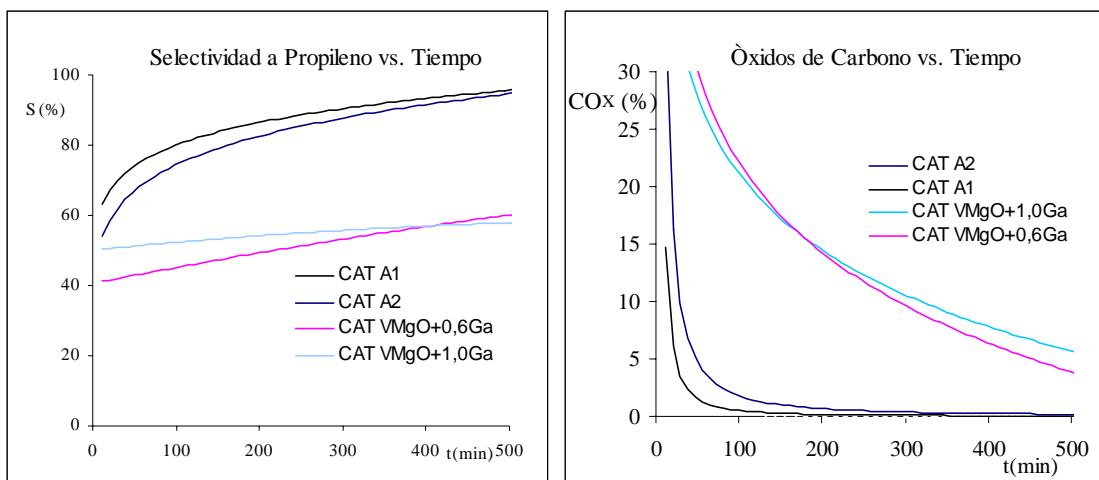 Selectividad a Propileno vs. Tiempo
S (%)
100
80
60
40
20
0
CAT A1
CAT A2
CAT VMgO+0,6Ga
CAT VMgO+1,0Ga
0
100
200
300
400
500
t(min)
Òxidos de Carbono vs. Tiempo
COx (%)
30
25
20
15
10
5
0
CAT A2
CAT A1
CAT VMgO+1,0Ga
CAT VMgO+0,6Ga
0
100
200
300
400
500
t(min)